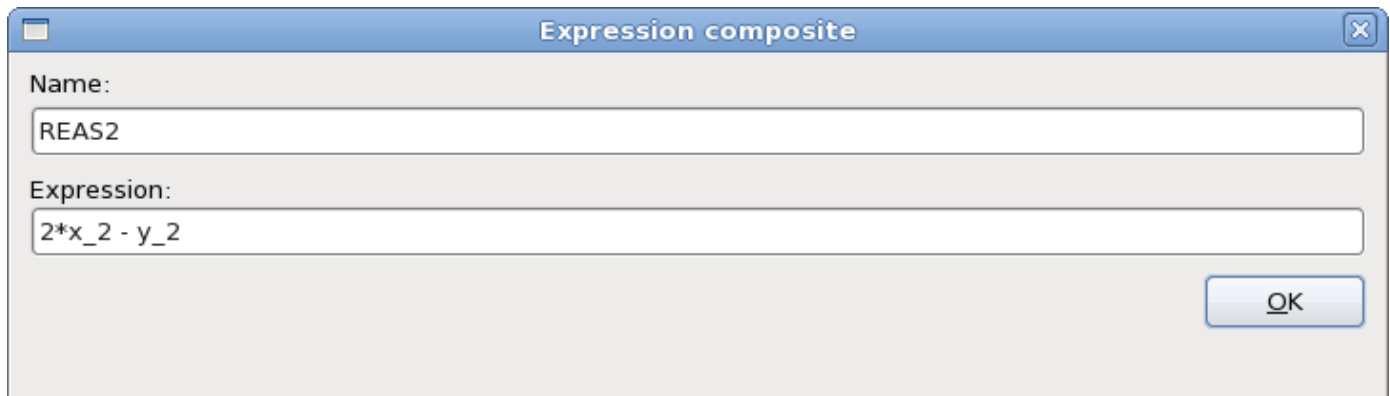 Expression composite
Name:
REAS2
Expression:
2*x_2 - y_2
OK